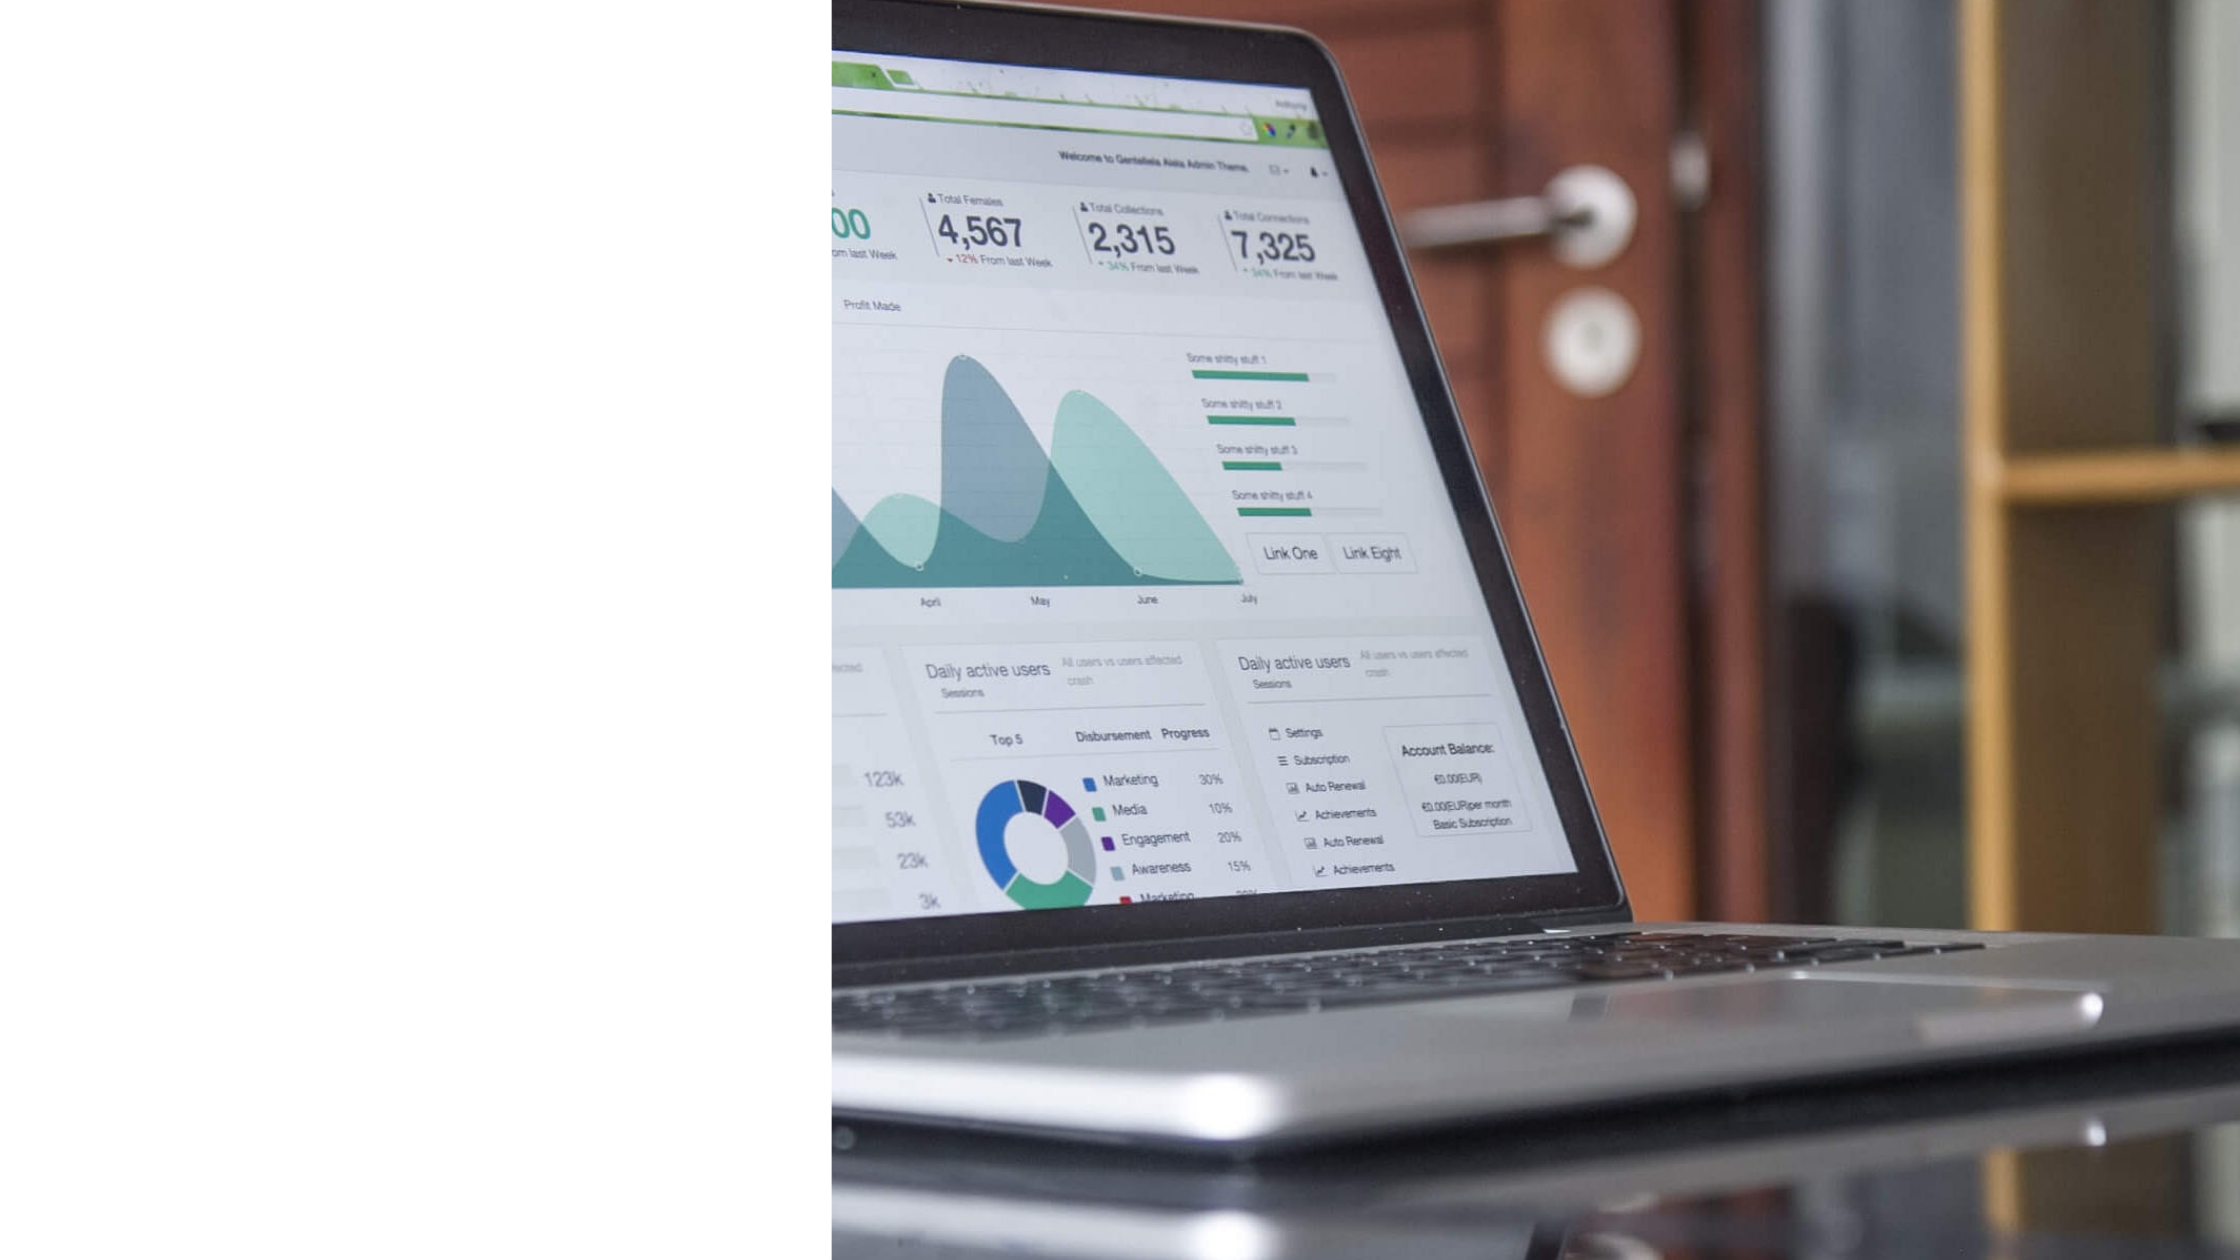 Welcome to Gentellela Alela Admin Theme.
Total Females
Total Collections
Total Connections
00
4,567
2,315
7,325
om last Week
12% From last Week
34% From last Week
34% From last Week
Profit Made
Some shitty stuff 1
Some shitty stuff 2
Some shitty stuff 3
Some shitty stuff 4
Link One
Link Eight
April
May
June
July
Daily active users
All users vs users affected
crash
Sessions
Top 5
Disbursement
Progress
123k
53k
23k
3k
Marketing 30%
Media 10%
Engagement 20%
Awareness 15%
Marketing
Daily active users
All users vs users affected
crash
Sessions
Settings
Subscription
Auto Renewal
Achievements
Auto Renewal
Achievements
Account Balance:
€0.00(EUR)
€0.00(EUR)per month
Basic Subscription